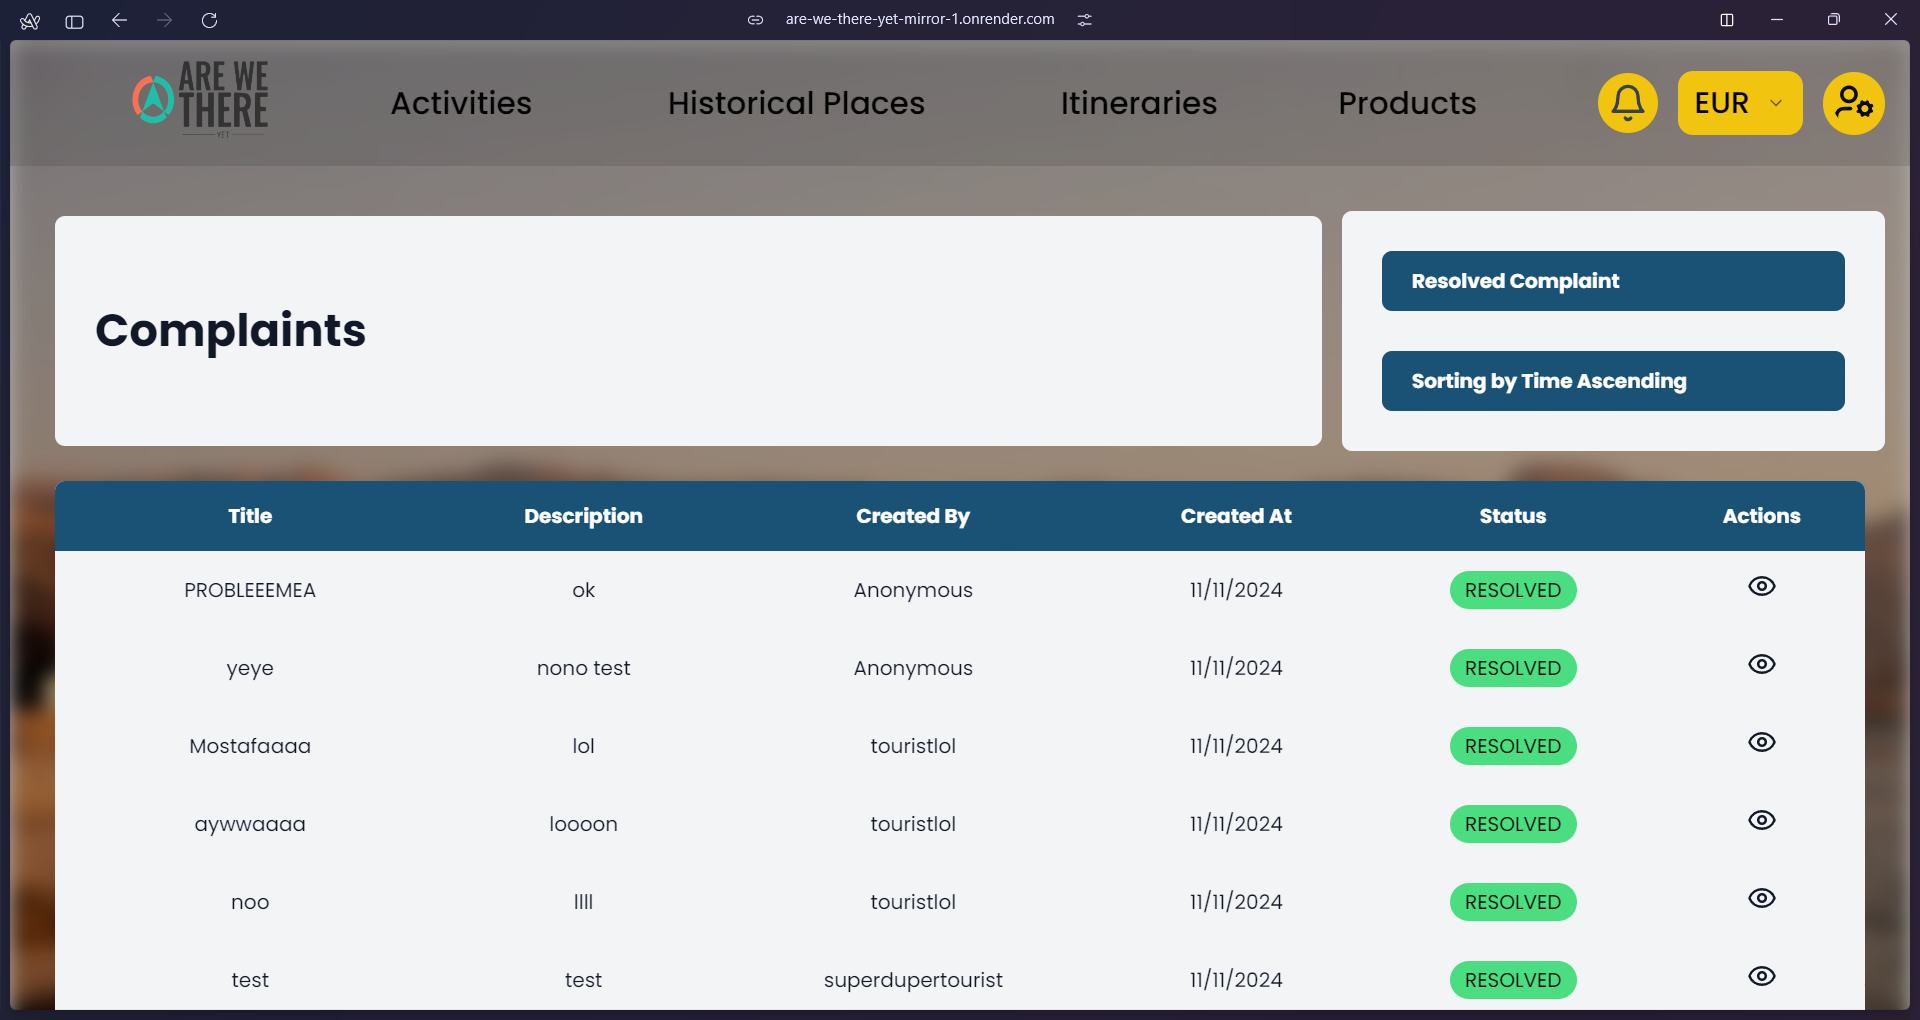 are-we-there-yet-mirror-1.onrender.com
ARE WE
THERE
YET
Activities
Historical Places
Itineraries
Products
EUR
Complaints
Resolved Complaint
Sorting by Time Ascending
Title Description Created By Created At Status Actions
PROBLEEEMEA ok Anonymous 11/11/2024 RESOLVED
yeye nono test Anonymous 11/11/2024 RESOLVED
Mostafaaaa lol touristlol 11/11/2024 RESOLVED
aywwaaaa loooon touristlol 11/11/2024 RESOLVED
noo llll touristlol 11/11/2024 RESOLVED
test test superdupertourist 11/11/2024 RESOLVED